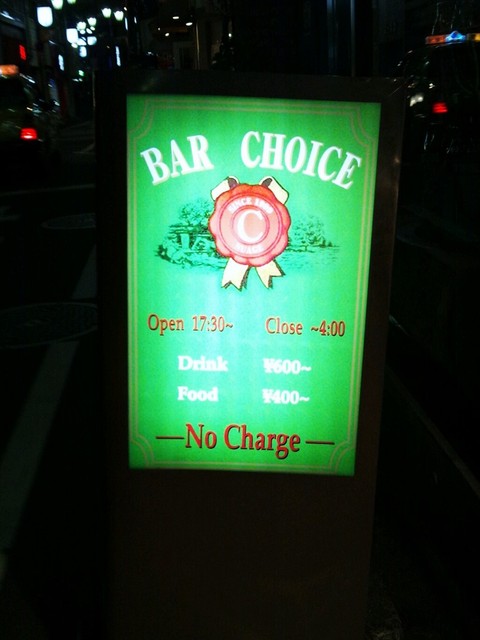 BAR CHOICE
C
Open 17:30~ Close ~4:00
Drink ¥600~
Food ¥400~
—No Charge—